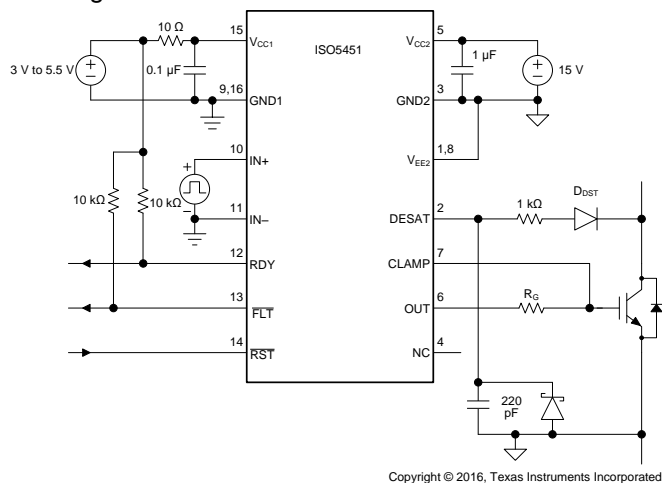 10 Ω
15
VCC1
ISO5451
VCC2
5
3 V to 5.5 V
0.1 µF
1 µF
15 V
9,16
GND1
GND2
3
10
IN+
VEE2
1,8
10 kΩ
10 kΩ
11
IN–
DESAT
2
1 kΩ
DDST
12
RDY
CLAMP
7
13
FLT
OUT
6
RG
14
RST
NC
4
220
pF
Copyright © 2016, Texas Instruments Incorporated